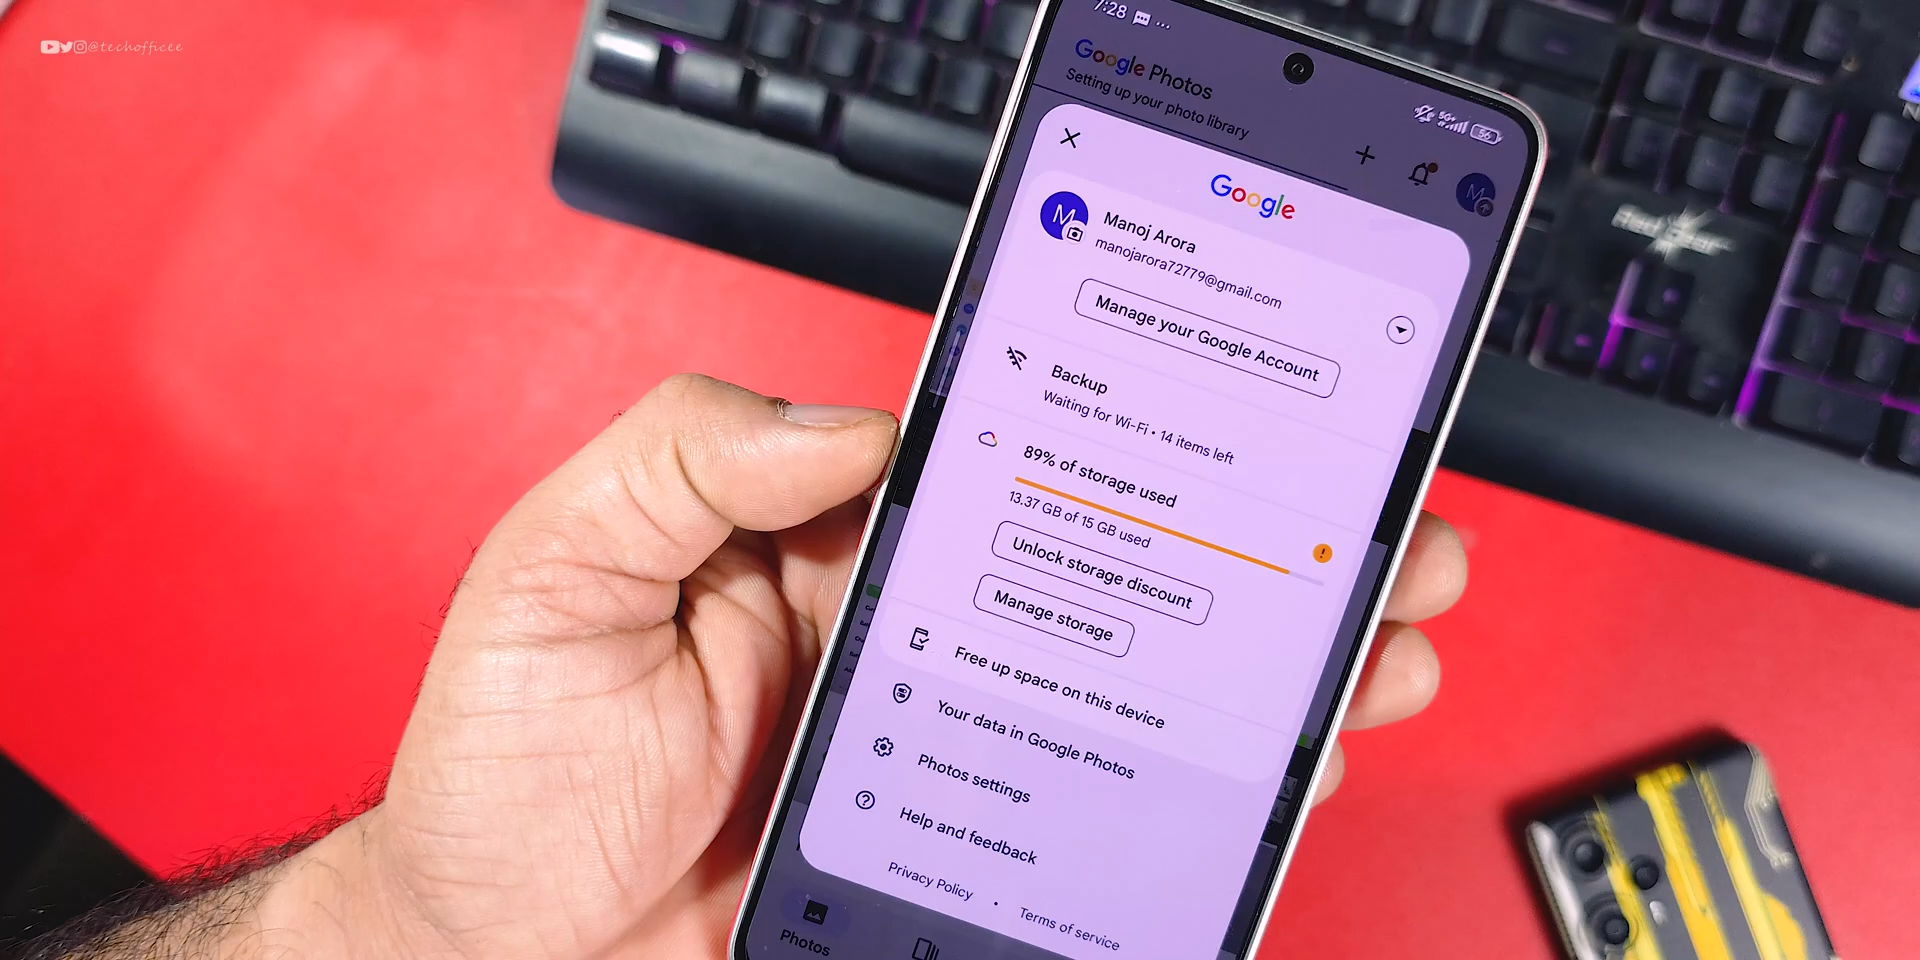 @techofficee
7:28
Google Photos
Setting up your photo library
5G+
56
M
Google
M
Manoj Arora
manojarora72779@gmail.com
Manage your Google Account
Backup
Waiting for Wi-Fi • 14 items left
89% of storage used
13.37 GB of 15 GB used
Unlock storage discount
Manage storage
Free up space on this device
Your data in Google Photos
Photos settings
Help and feedback
Privacy Policy • Terms of service
Photos